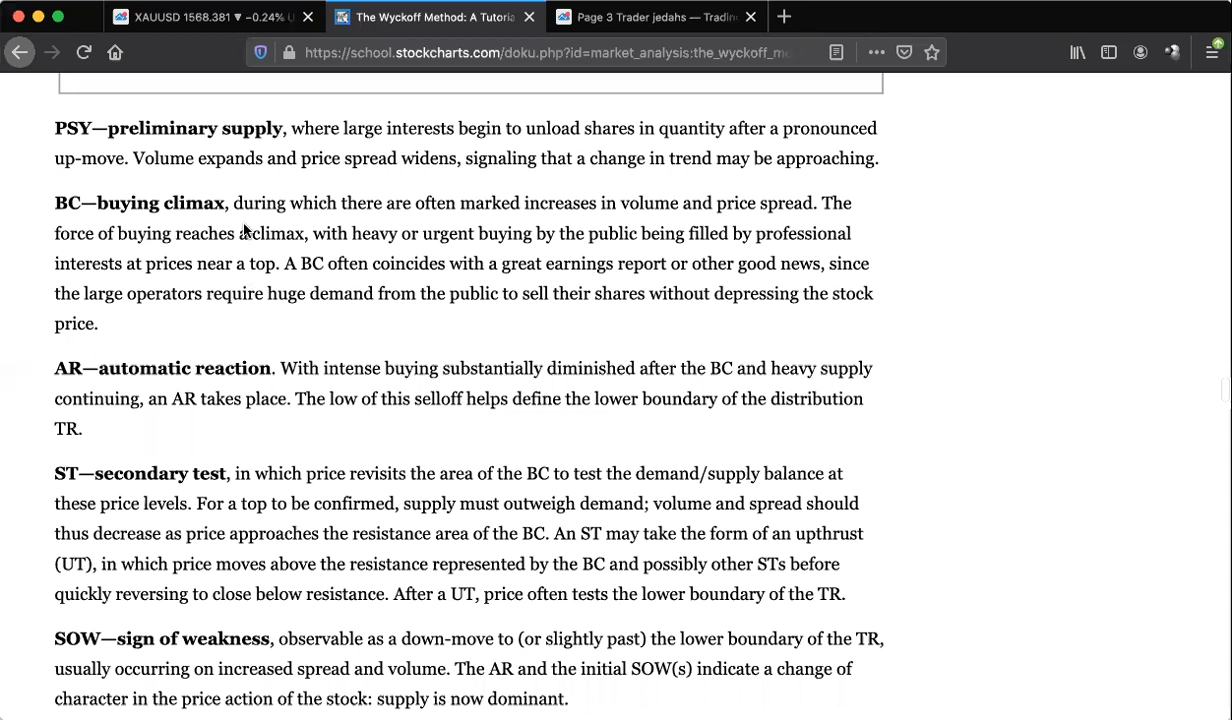 XAUUSD 1568.381 ▼ −0.24% U
The Wyckoff Method: A Tutoria
Page 3 Trader jedahs — Trading
https://school.stockcharts.com/doku.php?id=market_analysis:the_wyckoff_me
PSY—preliminary supply, where large interests begin to unload shares in quantity after a pronounced
up-move. Volume expands and price spread widens, signaling that a change in trend may be approaching.
BC—buying climax, during which there are often marked increases in volume and price spread. The
force of buying reaches a climax, with heavy or urgent buying by the public being filled by professional
interests at prices near a top. A BC often coincides with a great earnings report or other good news, since
the large operators require huge demand from the public to sell their shares without depressing the stock
price.
AR—automatic reaction. With intense buying substantially diminished after the BC and heavy supply
continuing, an AR takes place. The low of this selloff helps define the lower boundary of the distribution
TR.
ST—secondary test, in which price revisits the area of the BC to test the demand/supply balance at
these price levels. For a top to be confirmed, supply must outweigh demand; volume and spread should
thus decrease as price approaches the resistance area of the BC. An ST may take the form of an upthrust
(UT), in which price moves above the resistance represented by the BC and possibly other STs before
quickly reversing to close below resistance. After a UT, price often tests the lower boundary of the TR.
SOW—sign of weakness, observable as a down-move to (or slightly past) the lower boundary of the TR,
usually occurring on increased spread and volume. The AR and the initial SOW(s) indicate a change of
character in the price action of the stock: supply is now dominant.